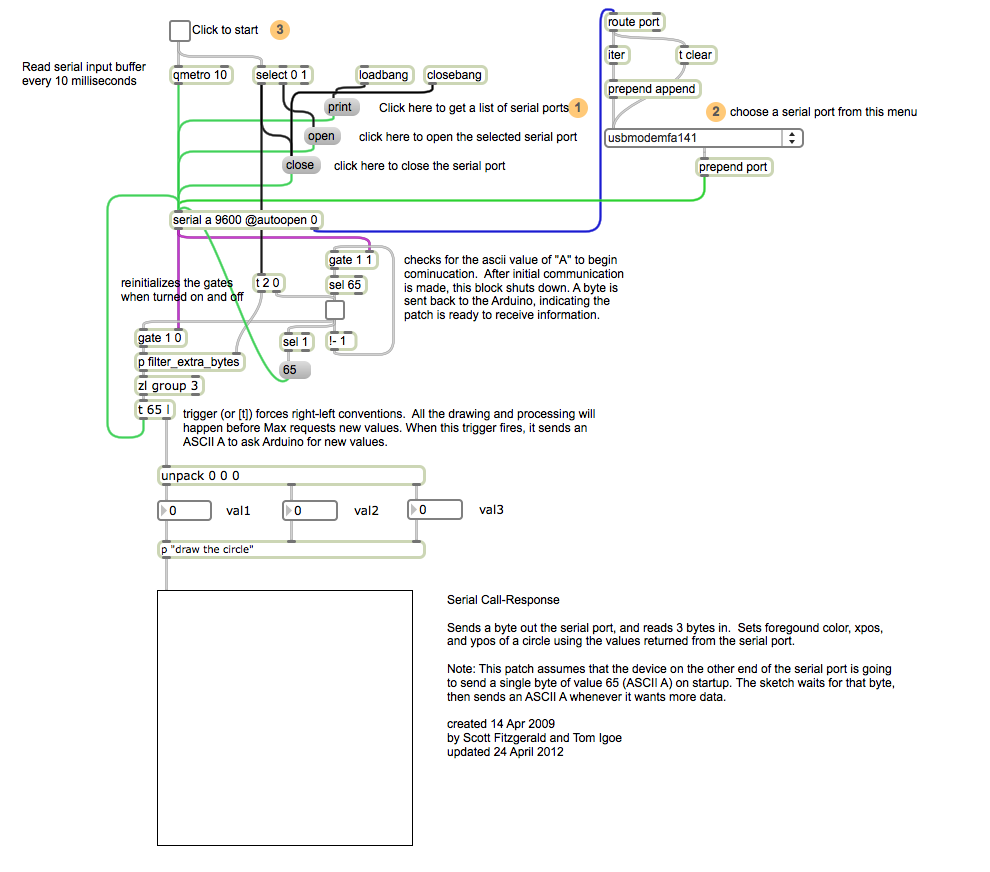 Click to start
3
Read serial input buffer
every 10 milliseconds
qmetro 10
select 0 1
loadbang
closebang
print
Click here to get a list of serial ports
1
open
click here to open the selected serial port
close
click here to close the serial port
route port
iter
t clear
prepend append
2
choose a serial port from this menu
usbmodemfa141
prepend port
serial a 9600 @autoopen 0
gate 1 1
sel 65
checks for the ascii value of "A" to begin
cominucation. After initial communication
is made, this block shuts down. A byte is
sent back to the Arduino, indicating the
patch is ready to receive information.
reinitializes the gates
when turned on and off
t 2 0
gate 1 0
sel 1
!- 1
p filter_extra_bytes
65
zl group 3
t 65 l
trigger (or [t]) forces right-left conventions. All the drawing and processing will
happen before Max requests new values. When this trigger fires, it sends an
ASCII A to ask Arduino for new values.
unpack 0 0 0
0
val1
0
val2
0
val3
p "draw the circle"
Serial Call-Response
Sends a byte out the serial port, and reads 3 bytes in. Sets foregound color, xpos,
and ypos of a circle using the values returned from the serial port.
Note: This patch assumes that the device on the other end of the serial port is going
to send a single byte of value 65 (ASCII A) on startup. The sketch waits for that byte,
then sends an ASCII A whenever it wants more data.
created 14 Apr 2009
by Scott Fitzgerald and Tom Igoe
updated 24 April 2012